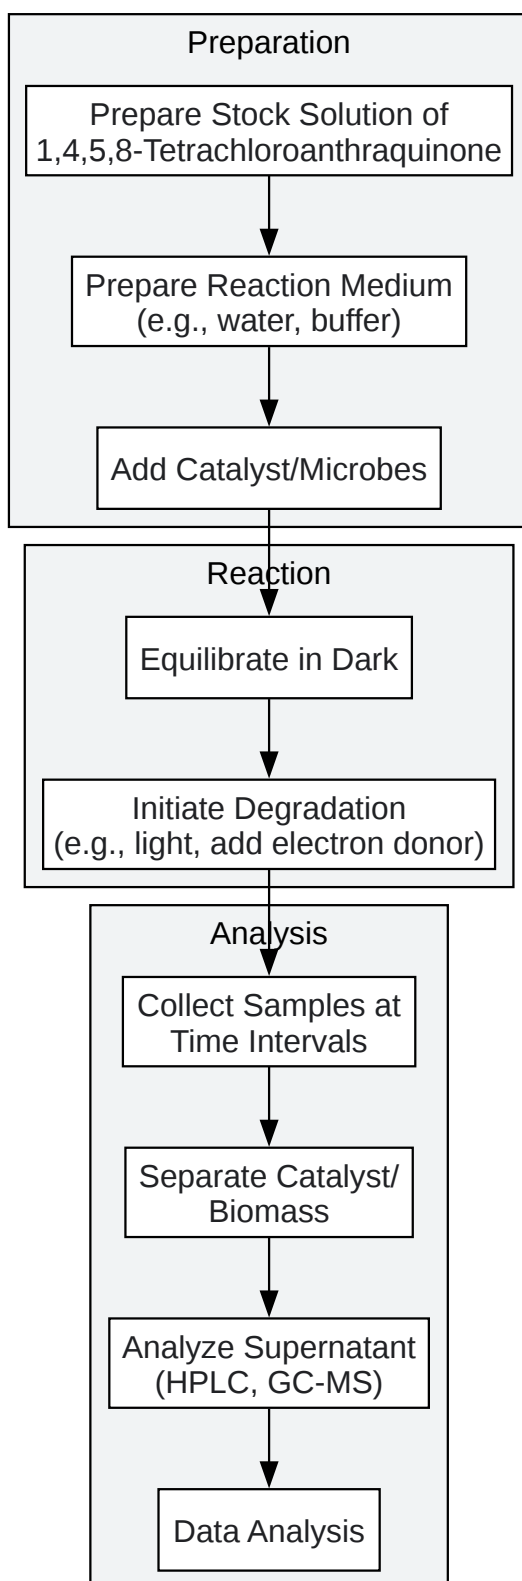 Preparation
Prepare Stock Solution of
1,4,5,8-Tetrachloroanthraquinone
Prepare Reaction Medium
(e.g., water, buffer)
Add Catalyst/Microbes
Reaction
Equilibrate in Dark
Initiate Degradation
(e.g., light, add electron donor)
Analysis
Collect Samples at
Time Intervals
Separate Catalyst/
Biomass
Analyze Supernatant
(HPLC, GC-MS)
Data Analysis